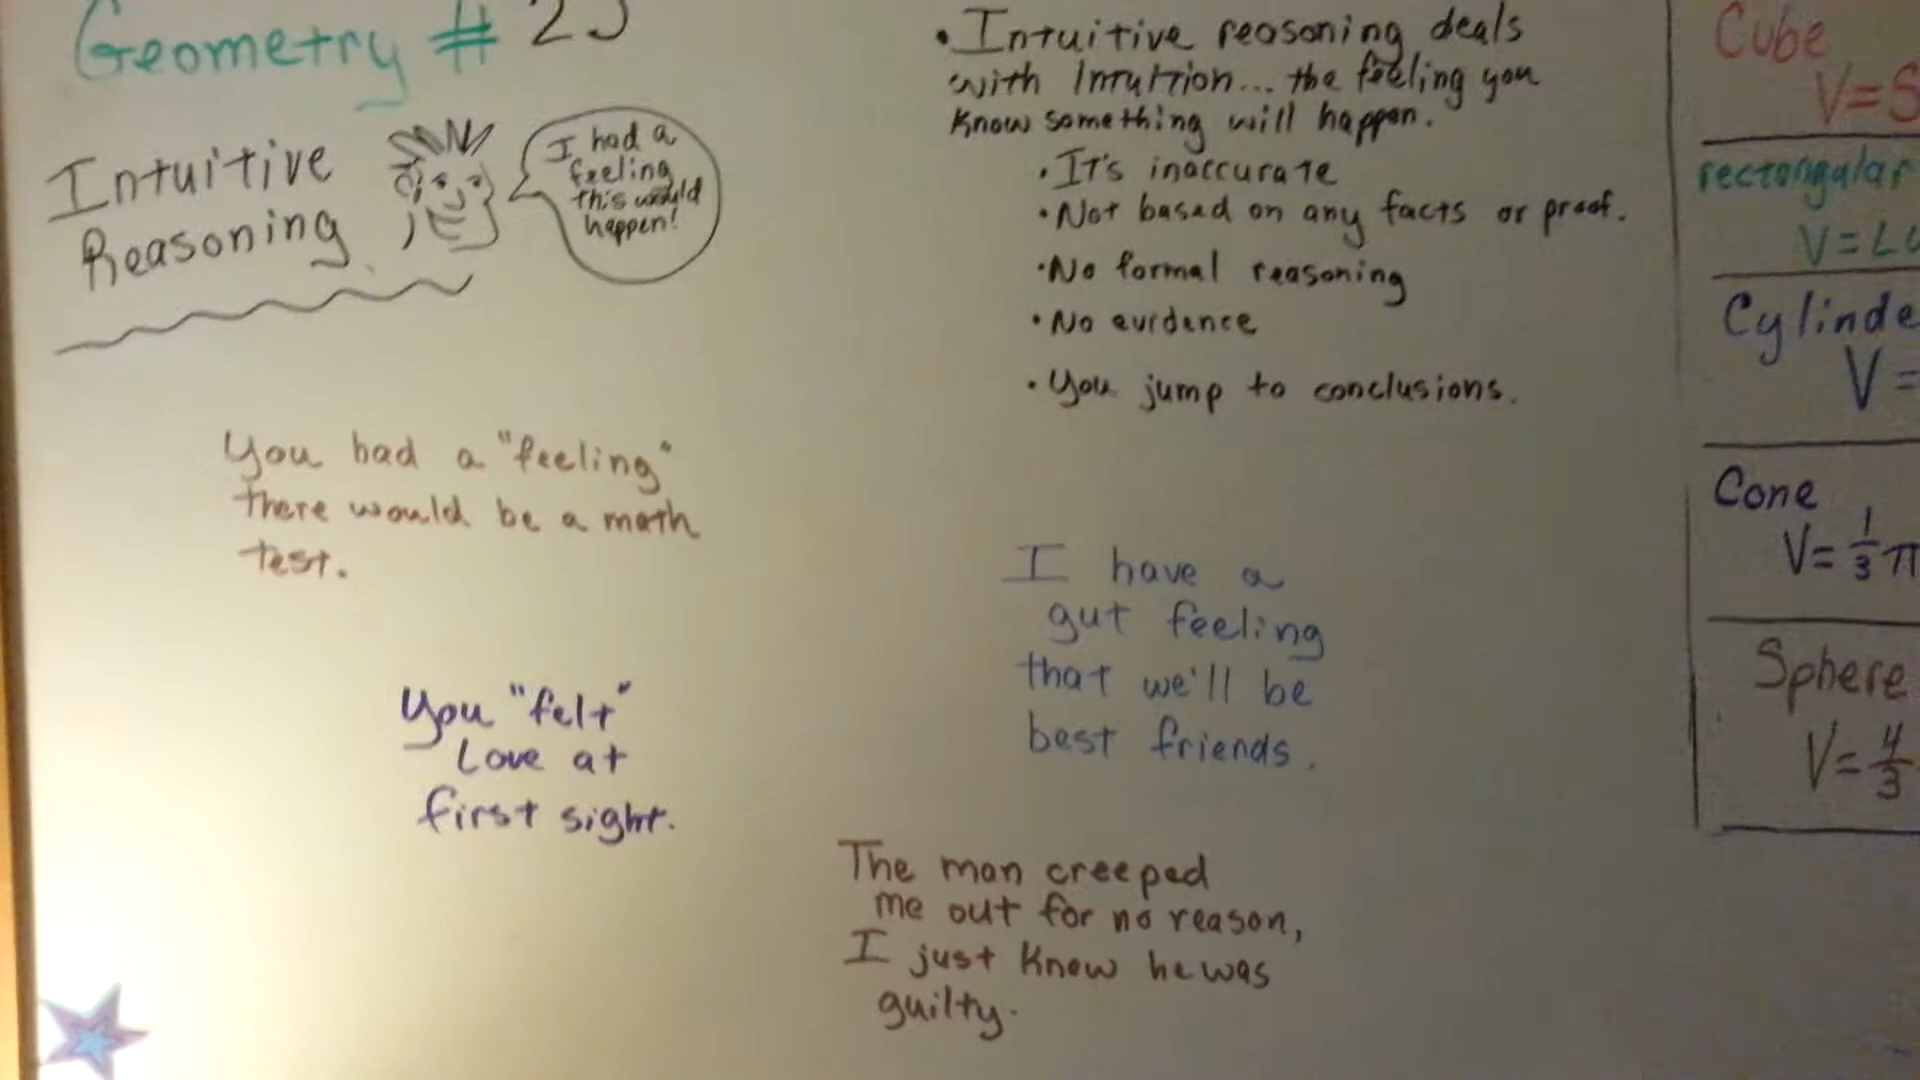 Geometry #
Intuitive
Reasoning
I had a
feeling
this would
happen!
• Intuitive reasoning deals
with Intuition... the feeling you
know something will happen.
• It's inaccurate
• Not based on any facts or proof.
• No formal reasoning
• No evidence
• You jump to conclusions.
You had a "feeling"
there would be a math
test.
You "felt"
Love at
first sight.
I have a
gut feeling
that we'll be
best friends.
The man creeped
me out for no reason,
I just know he was
guilty.
Cube
V=S
rectangular
V=L
Cylinde
V=
Cone
V= 1/3 π
Sphere
V= 4/3